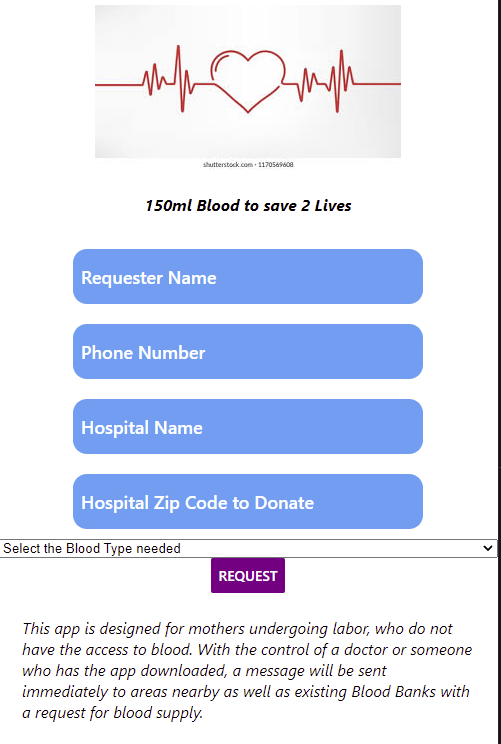 shutterstock.com · 1170569608
150ml Blood to save 2 Lives
Requester Name
Phone Number
Hospital Name
Hospital Zip Code to Donate
Select the Blood Type needed
REQUEST
This app is designed for mothers undergoing labor, who do not
have the access to blood. With the control of a doctor or someone
who has the app downloaded, a message will be sent
immediately to areas nearby as well as existing Blood Banks with
a request for blood supply.